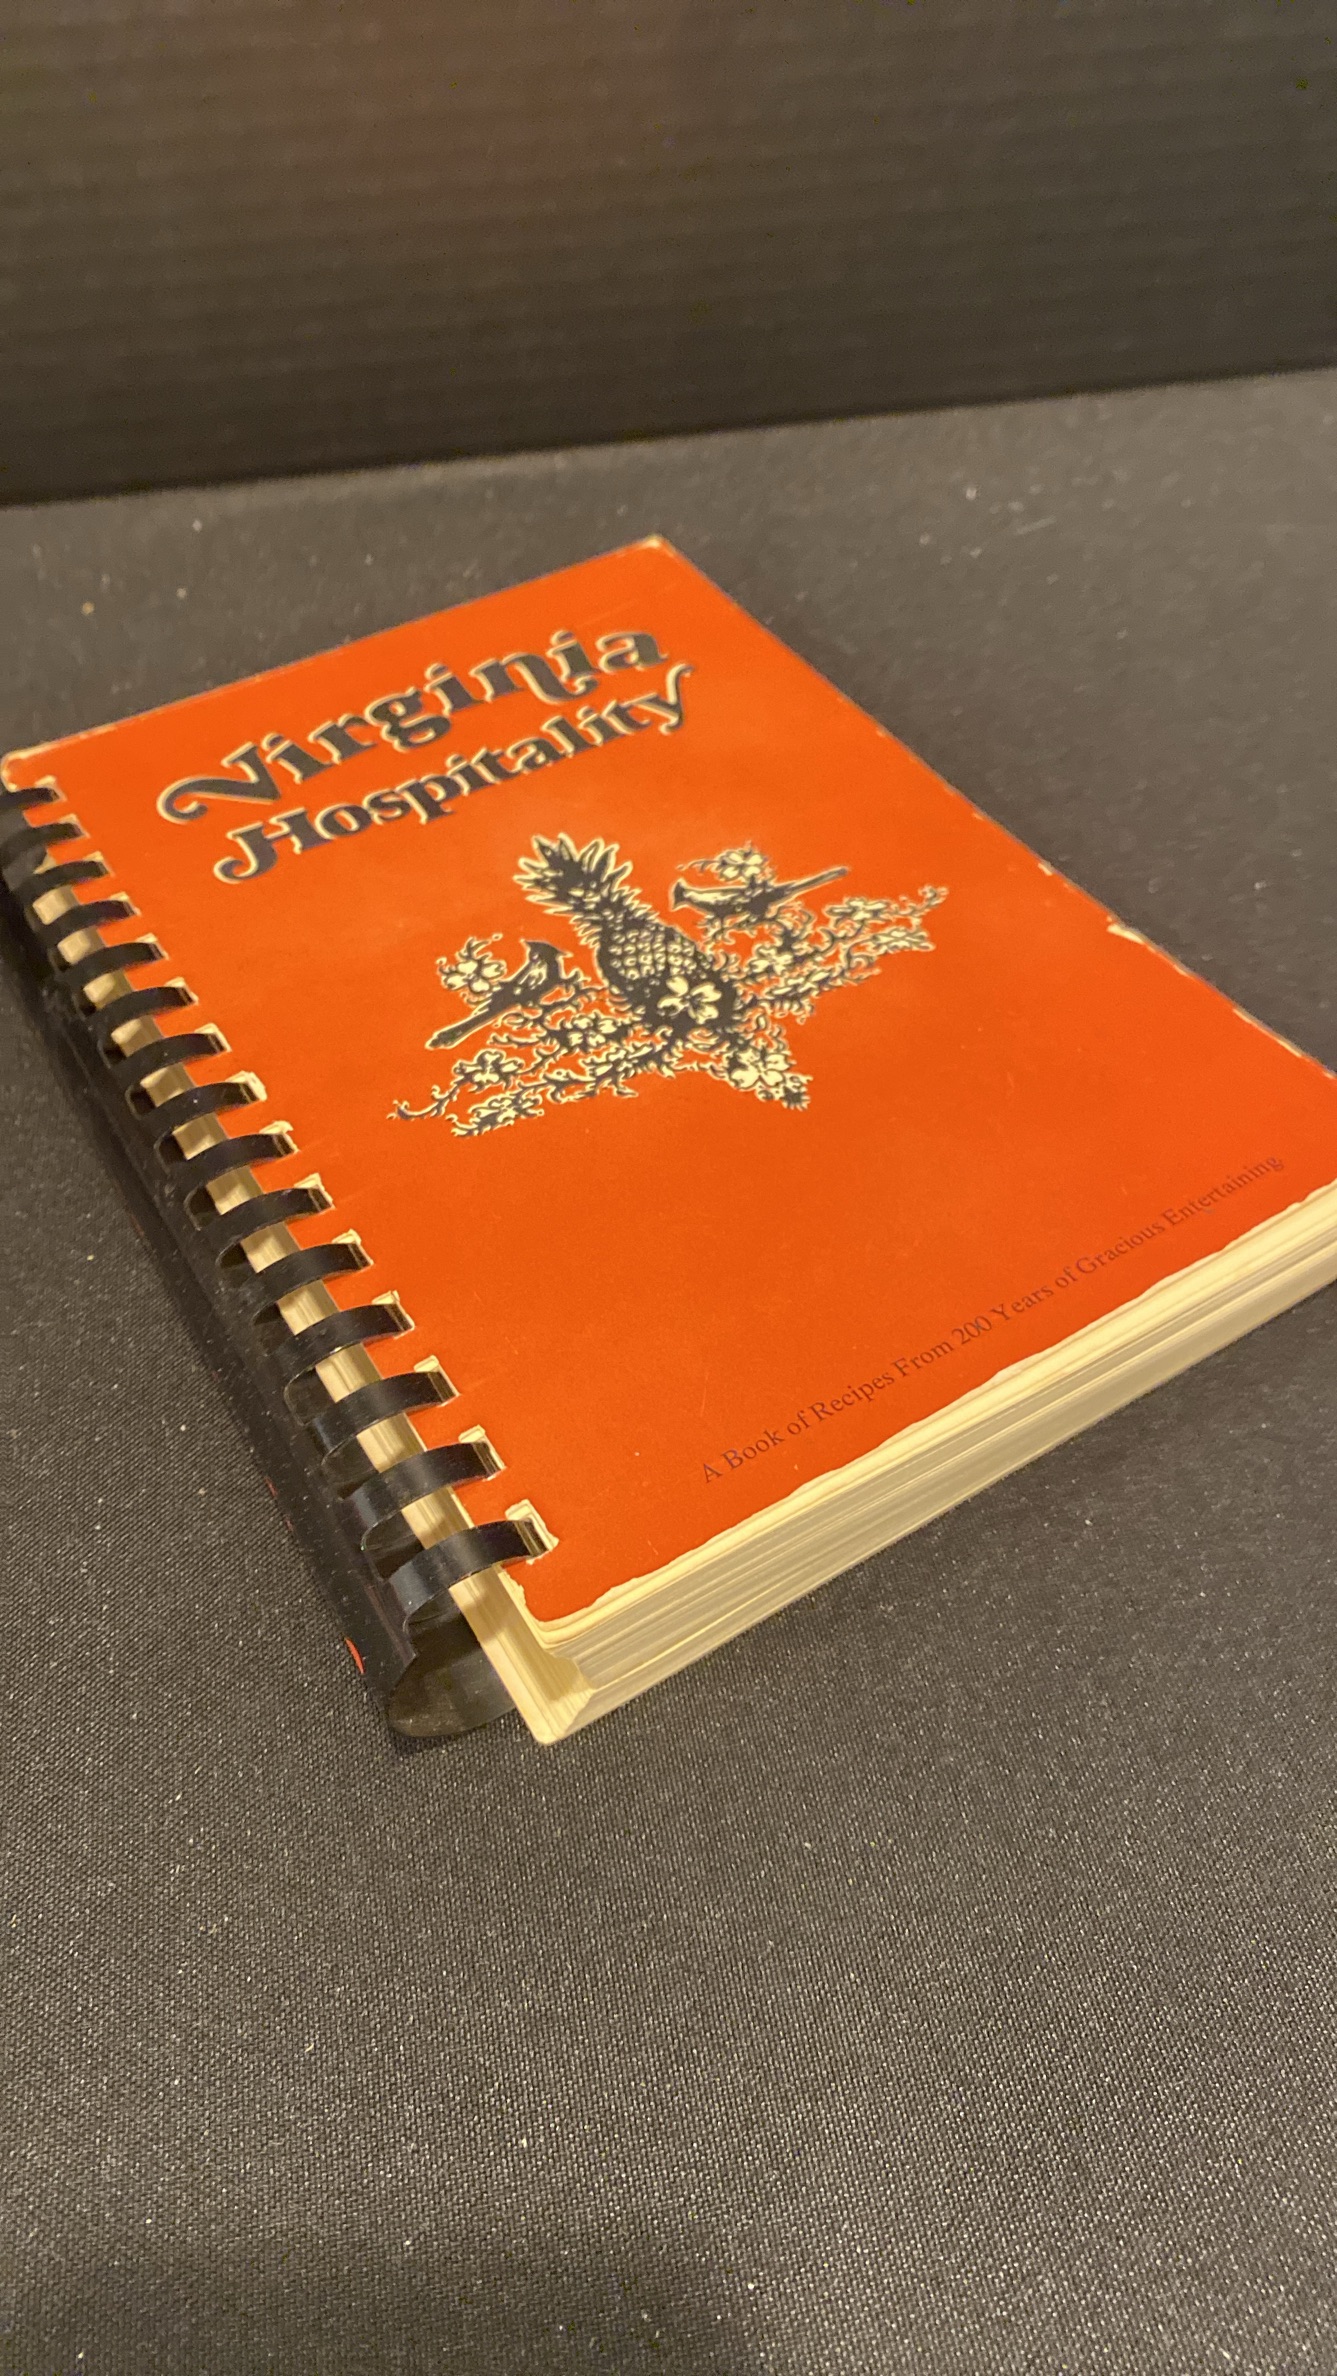 Virginia
Hospitality
A Book of Recipes From 200 Years of Gracious Entertaining